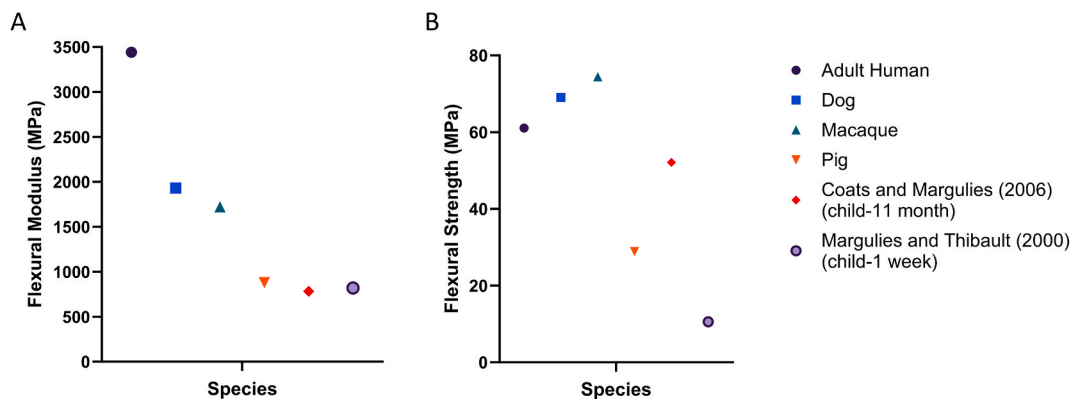 A
3500
3000
2500
2000
1500
1000
500
0
Flexural Modulus (MPa)
Species
B
80
60
40
20
0
Flexural Strength (MPa)
Species
Adult Human
Dog
Macaque
Pig
Coats and Margulies (2006)
(child-11 month)
Margulies and Thibault (2000)
(child-1 week)